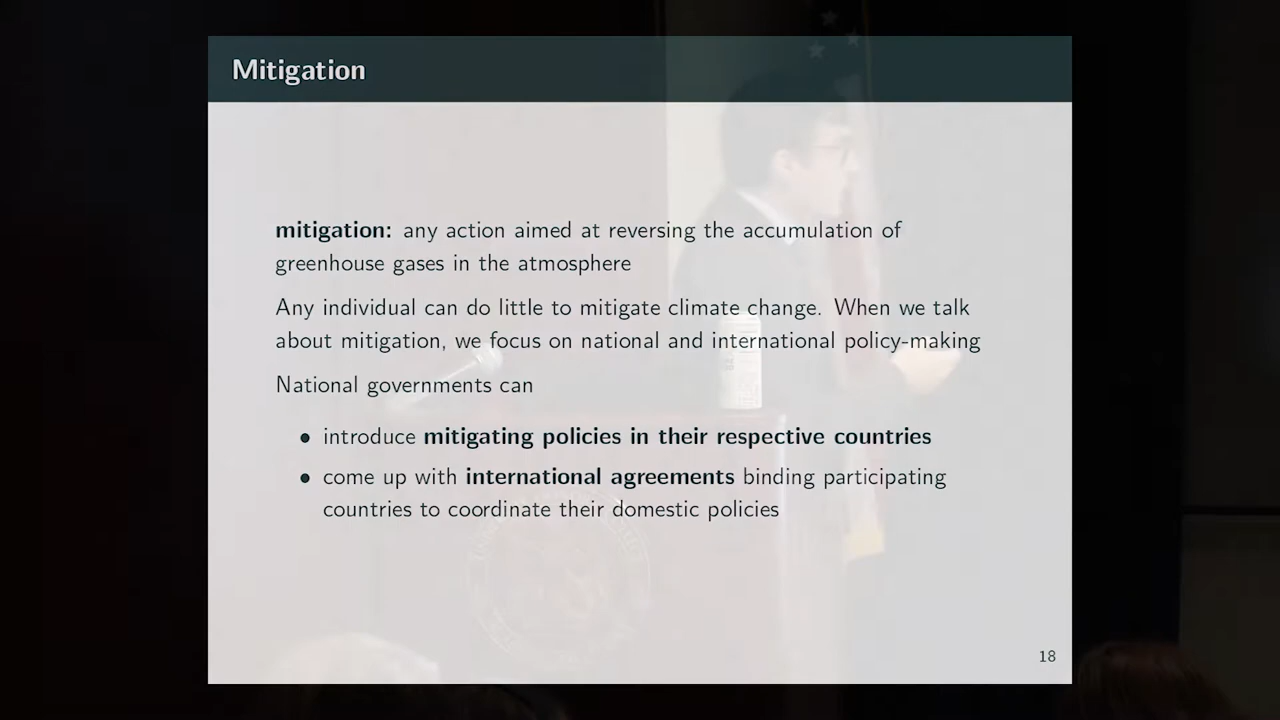 Mitigation
mitigation: any action aimed at reversing the accumulation of
greenhouse gases in the atmosphere
Any individual can do little to mitigate climate change. When we talk
about mitigation, we focus on national and international policy-making
National governments can
• introduce mitigating policies in their respective countries
• come up with international agreements binding participating
countries to coordinate their domestic policies
18